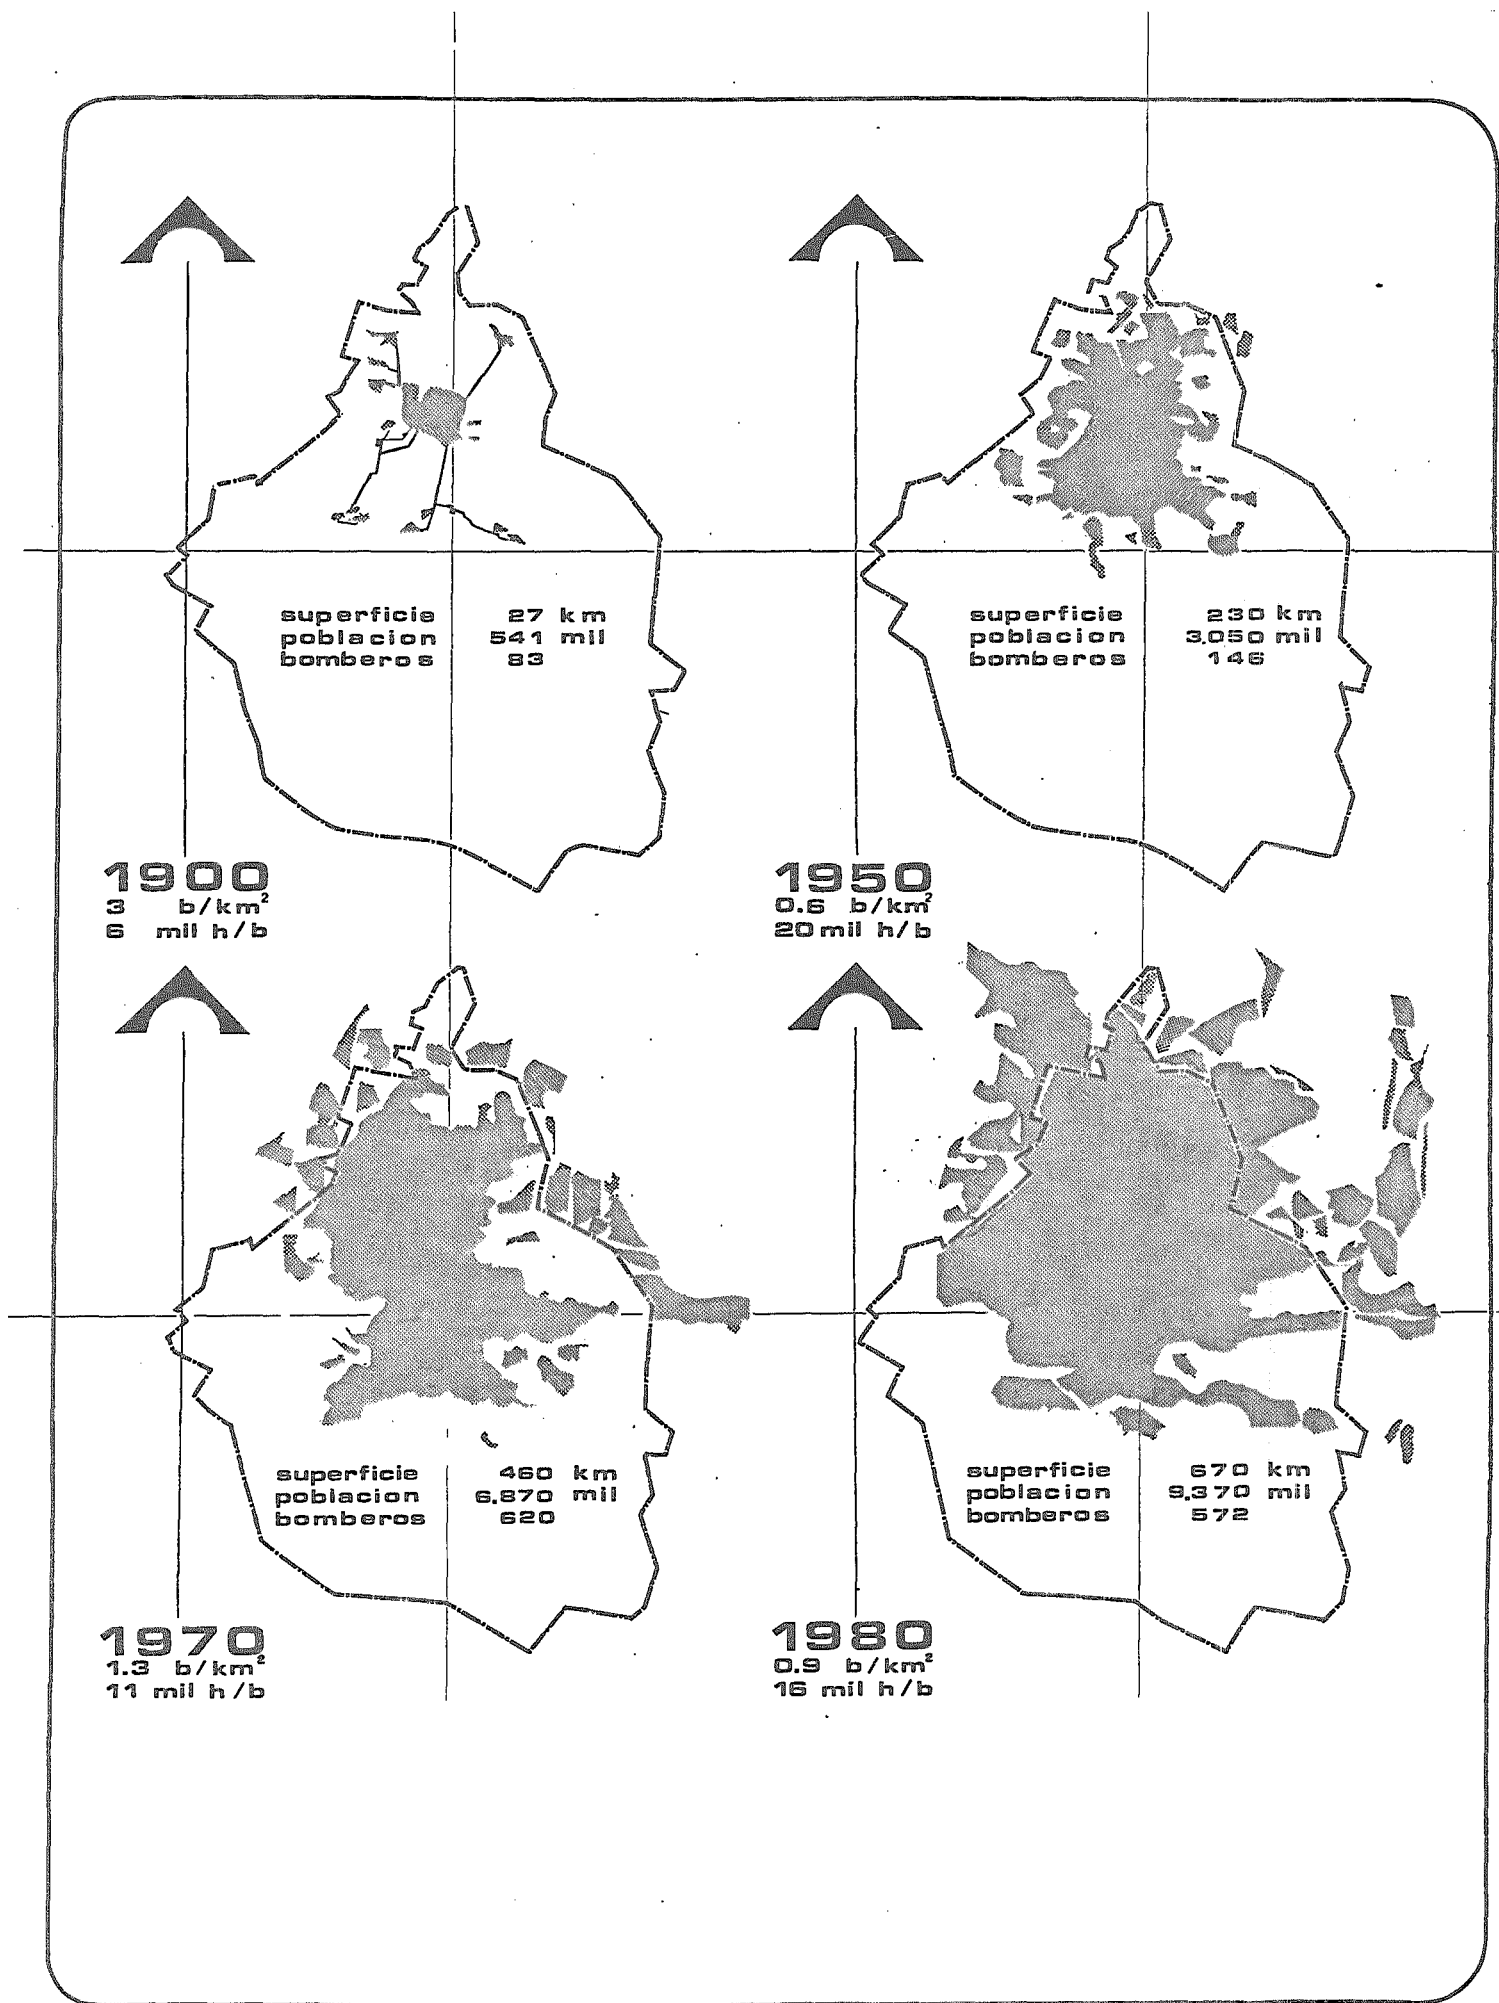 superficie 27 km
poblacion 541 mil
bomberos 83
1900
3 b/km²
6 mil h/b
superficie 230 km
poblacion 3,050 mil
bomberos 146
1950
0.6 b/km²
20 mil h/b
superficie 460 km
poblacion 6.870 mil
bomberos 620
1970
1.3 b/km²
11 mil h/b
superficie 670 km
poblacion 9,370 mil
bomberos 572
1980
0.9 b/km²
16 mil h/b